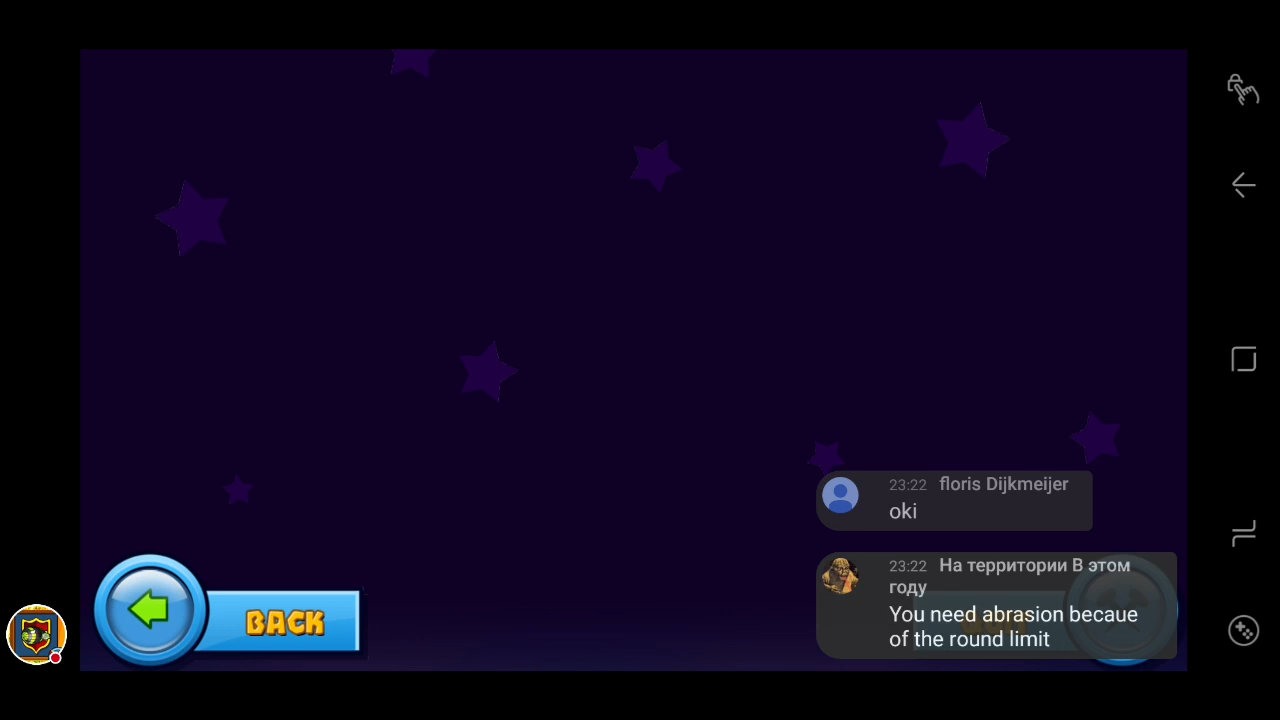 23:22 floris Dijkmeijer
oki
23:22 На территории В этом
году
You need abrasion becaue
of the round limit
BACK